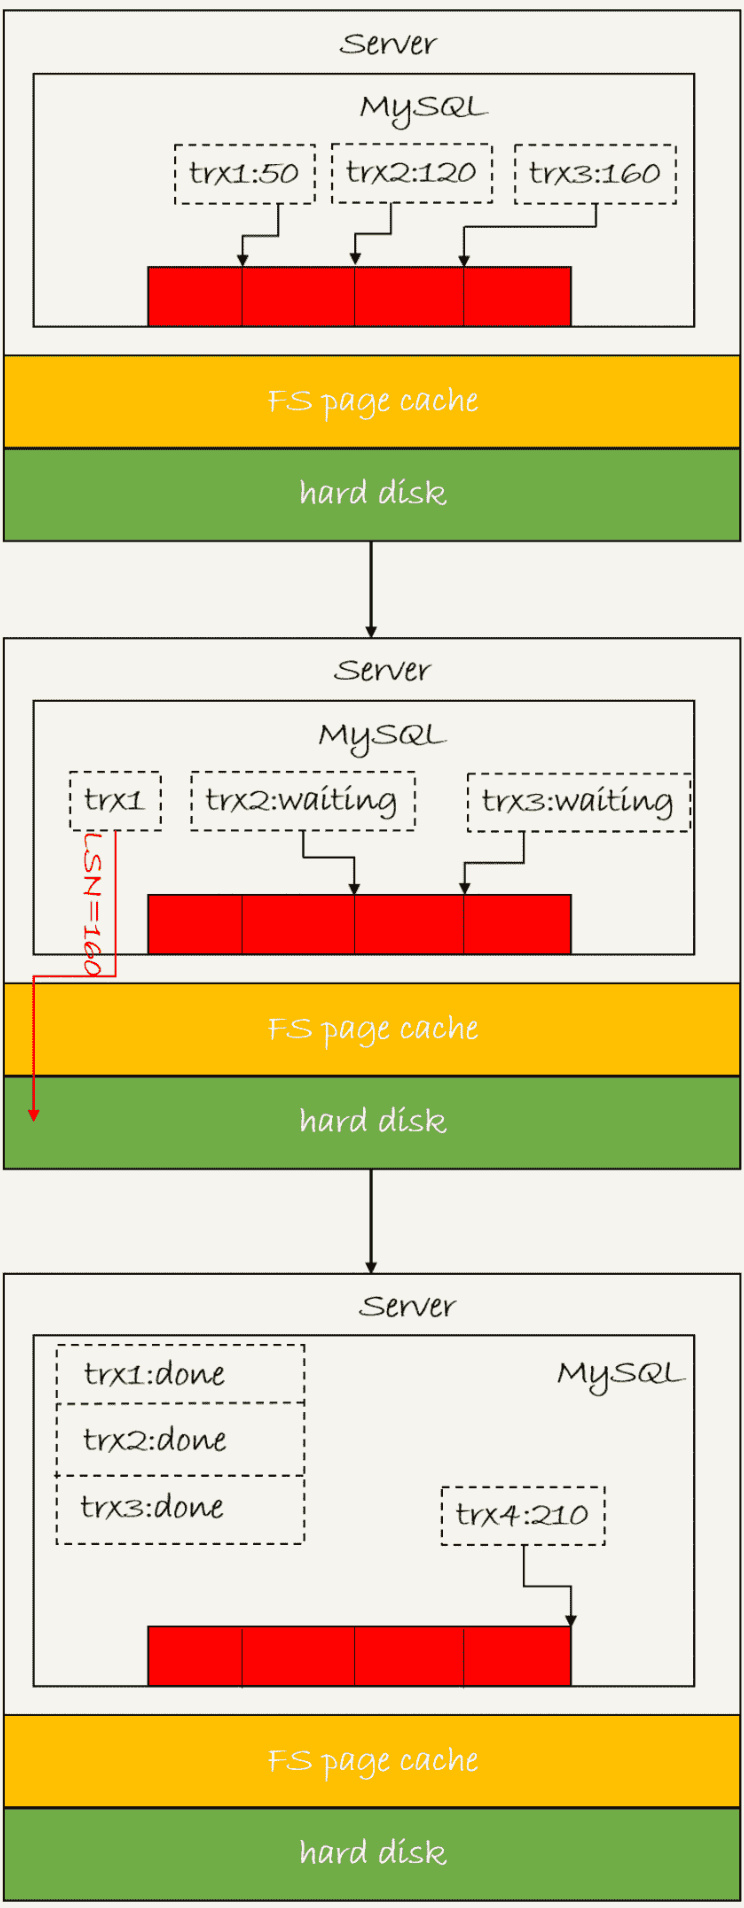 Server
MySQL
trx1:50 trx2:120 trx3:160
FS page cache
hard disk
Server
MySQL
trx1 trx2:waiting trx3:waiting
LSN=160
FS page cache
hard disk
Server
trx1:done
MySQL
trx2:done
trx3:done
trx4:210
FS page cache
hard disk